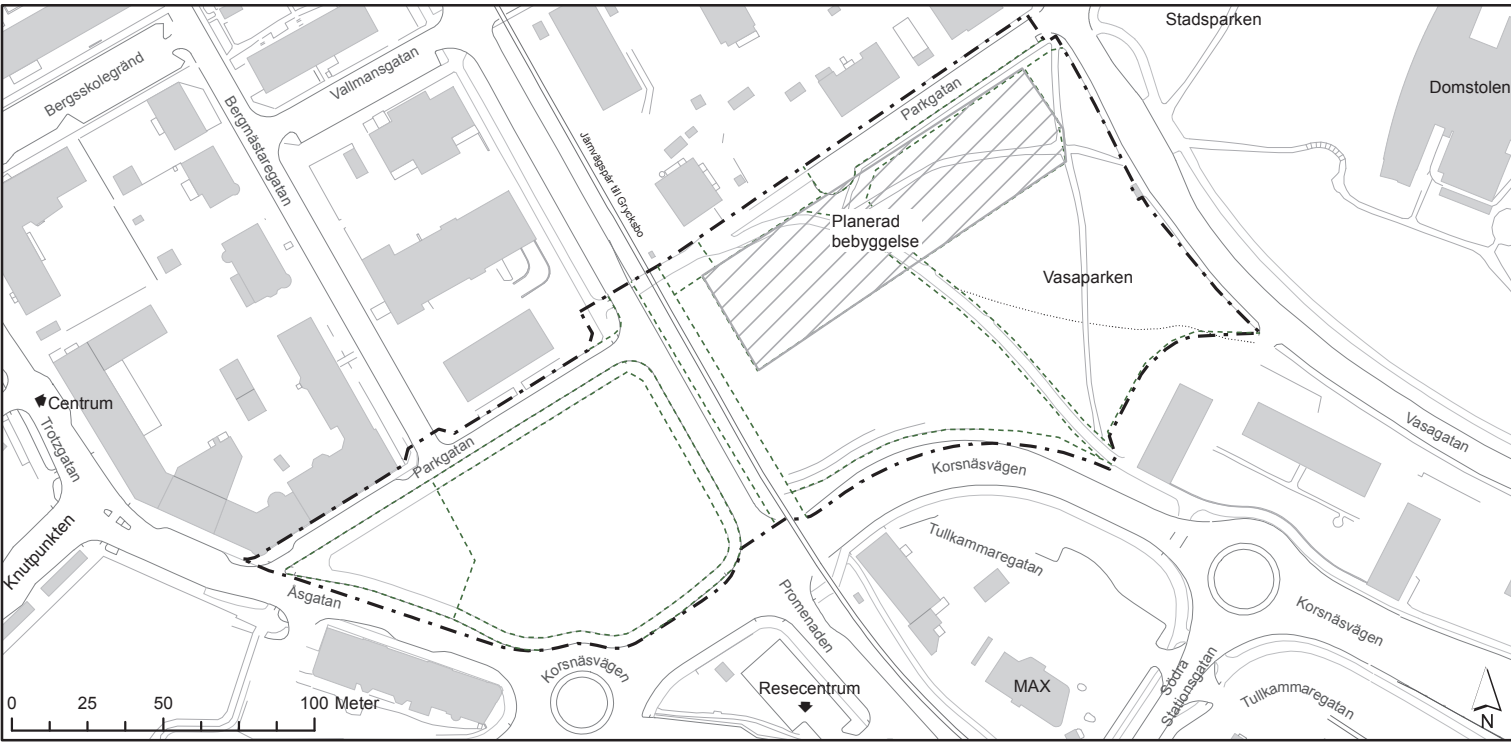 Stadsparken
Domstolen
Bergsskolegränd
Vallmansgatan
Bergmästaregatan
Parkgatan
Järnvägspår till Grycksbo
Planerad
bebyggelse
Vasaparken
Centrum
Trotzgatan
Parkgatan
Korsnäsvägen
Vasagatan
Knutpunkten
Åsgatan
Tullkammaregatan
Promenaden
Korsnäsvägen
Korsnäsvägen
Södra
Stationsgatan
Tullkammaregatan
Resecentrum
MAX
0 25 50 100 Meter
N